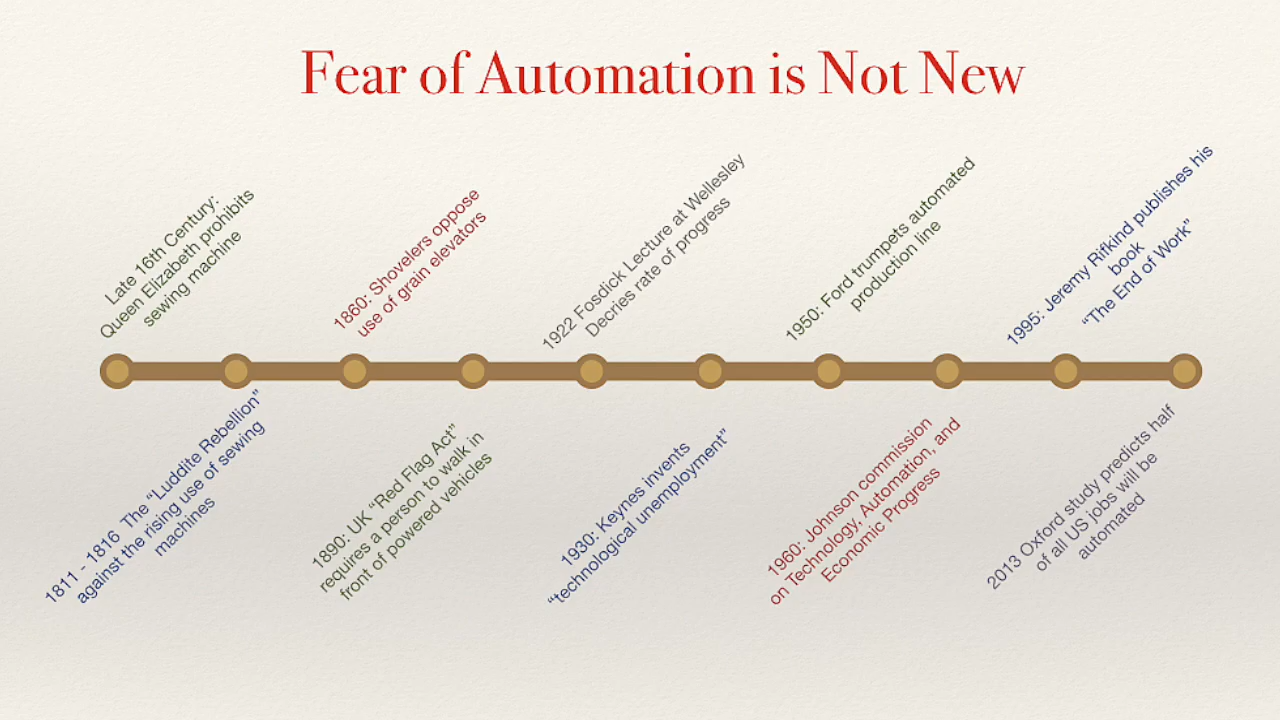 Fear of Automation is Not New
Late 16th Century:
Queen Elizabeth prohibits
sewing machine
1811 - 1816 The “Luddite Rebellion”
against the rising use of sewing
machines
1860: Shovelers oppose
use of grain elevators
1890: UK “Red Flag Act”
requires a person to walk in
front of powered vehicles
1922 Fosdick Lecture at Wellesley
Decries rate of progress
1930: Keynes invents
“technological unemployment”
1950: Ford trumpets automated
production line
1960: Johnson commission
on Technology, Automation, and
Economic Progress
1995: Jeremy Rifkind publishes his
book
“The End of Work”
2013 Oxford study predicts half
of all US jobs will be
automated